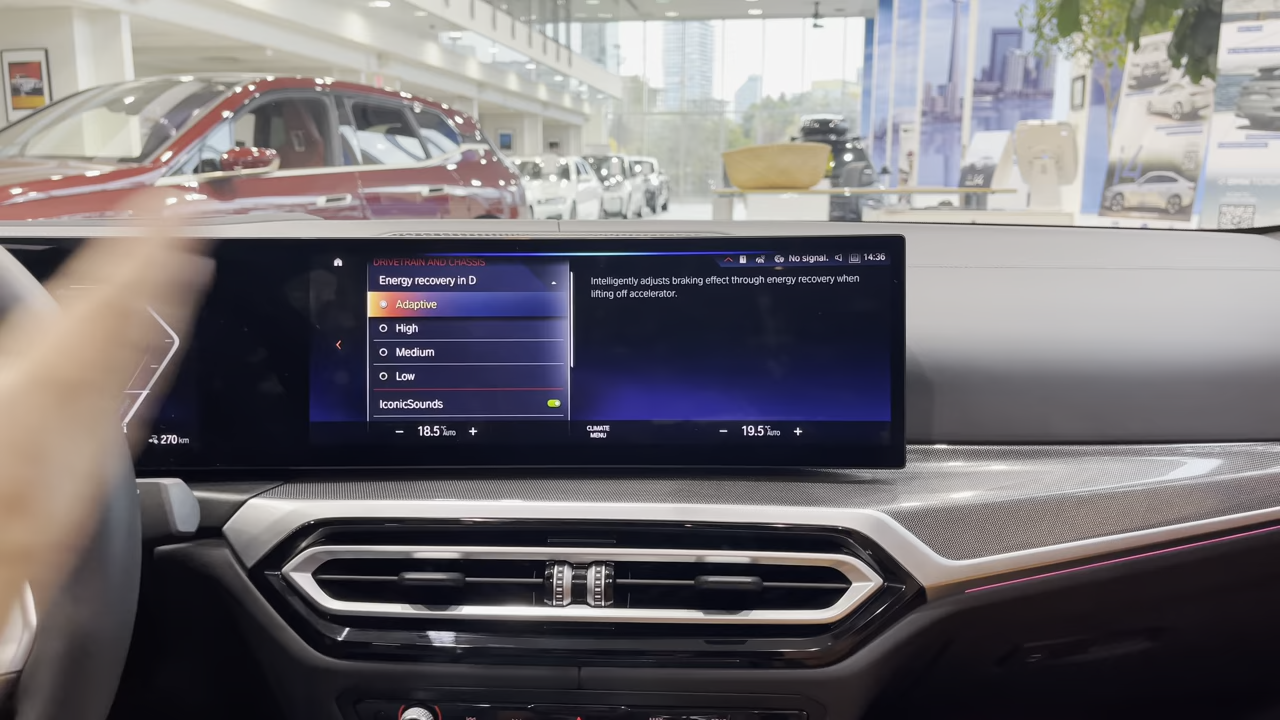 DRIVETRAIN AND CHASSIS
No signal.
14:36
Energy recovery in D
Adaptive
High
Medium
Low
IconicSounds
Intelligently adjusts braking effect through energy recovery when
lifting off accelerator.
270 km
− 18.5°AUTO +
CLIMATE
MENU
− 19.5°AUTO +